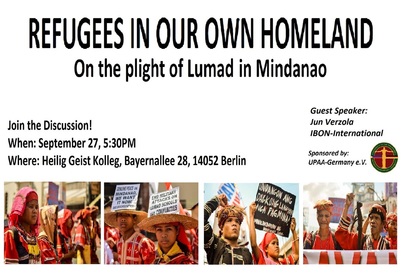 REFUGEES IN OUR OWN HOMELAND
On the plight of Lumad in Mindanao
Join the Discussion!
When: September 27, 5:30PM
Where: Heilig Geist Kolleg, Bayernallee 28, 14052 Berlin
Guest Speaker:
Jun Verzola
IBON-International
Sponsored by:
UPAA-Germany e.V.